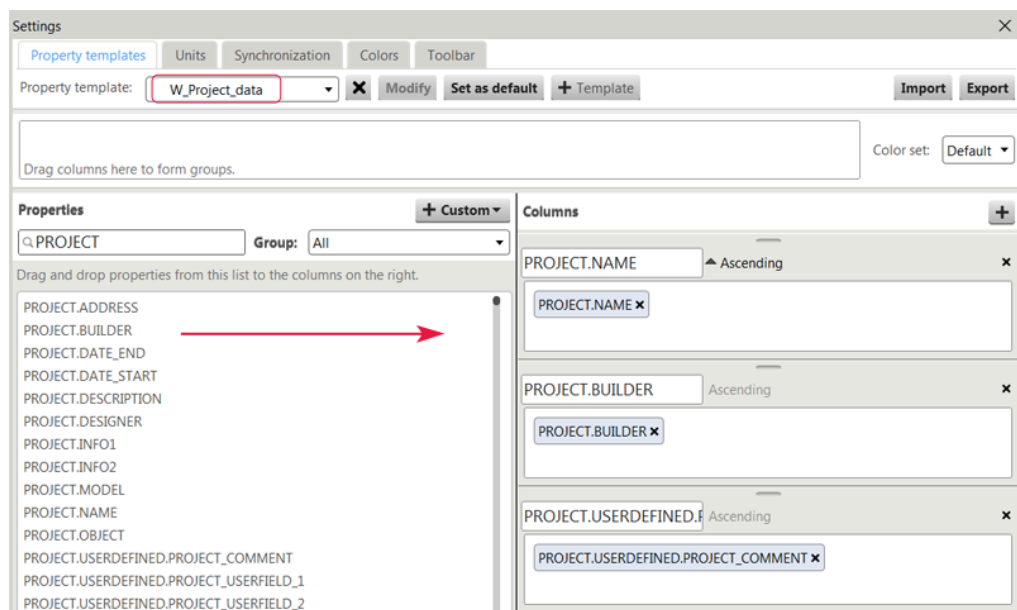 Settings
Property templates Units Synchronization Colors Toolbar
Property template: W_Project_data Modify Set as default + Template Import Export
Drag columns here to form groups.
Color set: Default
Properties + Custom
PROJECT Group: All
Drag and drop properties from this list to the columns on the right.
PROJECT.ADDRESS
PROJECT.BUILDER
PROJECT.DATE_END
PROJECT.DATE_START
PROJECT.DESCRIPTION
PROJECT.DESIGNER
PROJECT.INFO1
PROJECT.INFO2
PROJECT.MODEL
PROJECT.NAME
PROJECT.OBJECT
PROJECT.USERDEFINED.PROJECT_COMMENT
PROJECT.USERDEFINED.PROJECT_USERFIELD_1
PROJECT.USERDEFINED.PROJECT_USERFIELD_2
Columns +
PROJECT.NAME Ascending
PROJECT.NAME
PROJECT.BUILDER Ascending
PROJECT.BUILDER
PROJECT.USERDEFINED.P Ascending
PROJECT.USERDEFINED.PROJECT_COMMENT